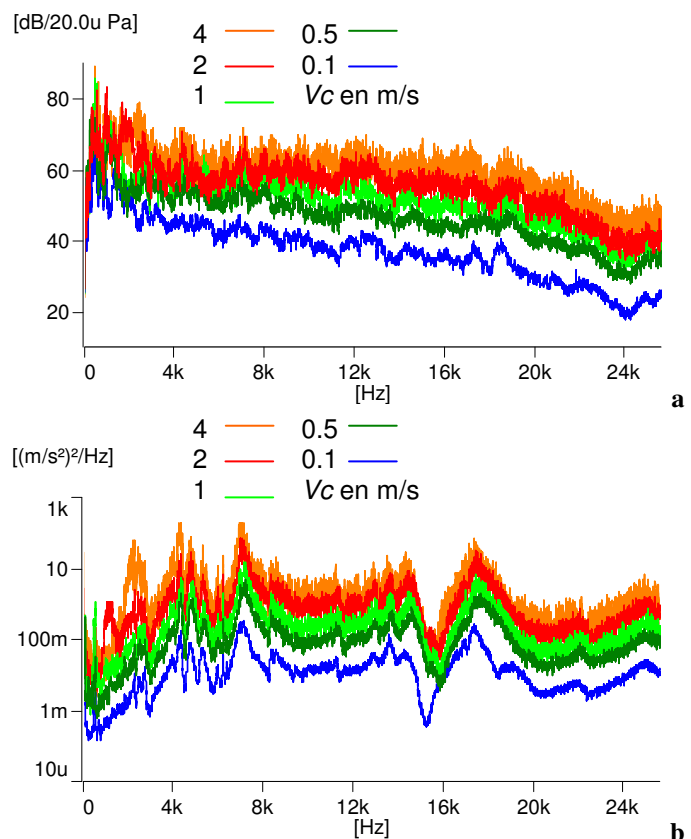 [dB/20.0u Pa]
4 0.5
2 0.1
1 Vc en m/s
80
60
40
20
0 4k 8k 12k 16k 20k 24k
[Hz]
a
4 0.5
2 0.1
1 Vc en m/s
[(m/s²)²/Hz]
1k
10
100m
1m
10u
0 4k 8k 12k 16k 20k 24k
[Hz]
b